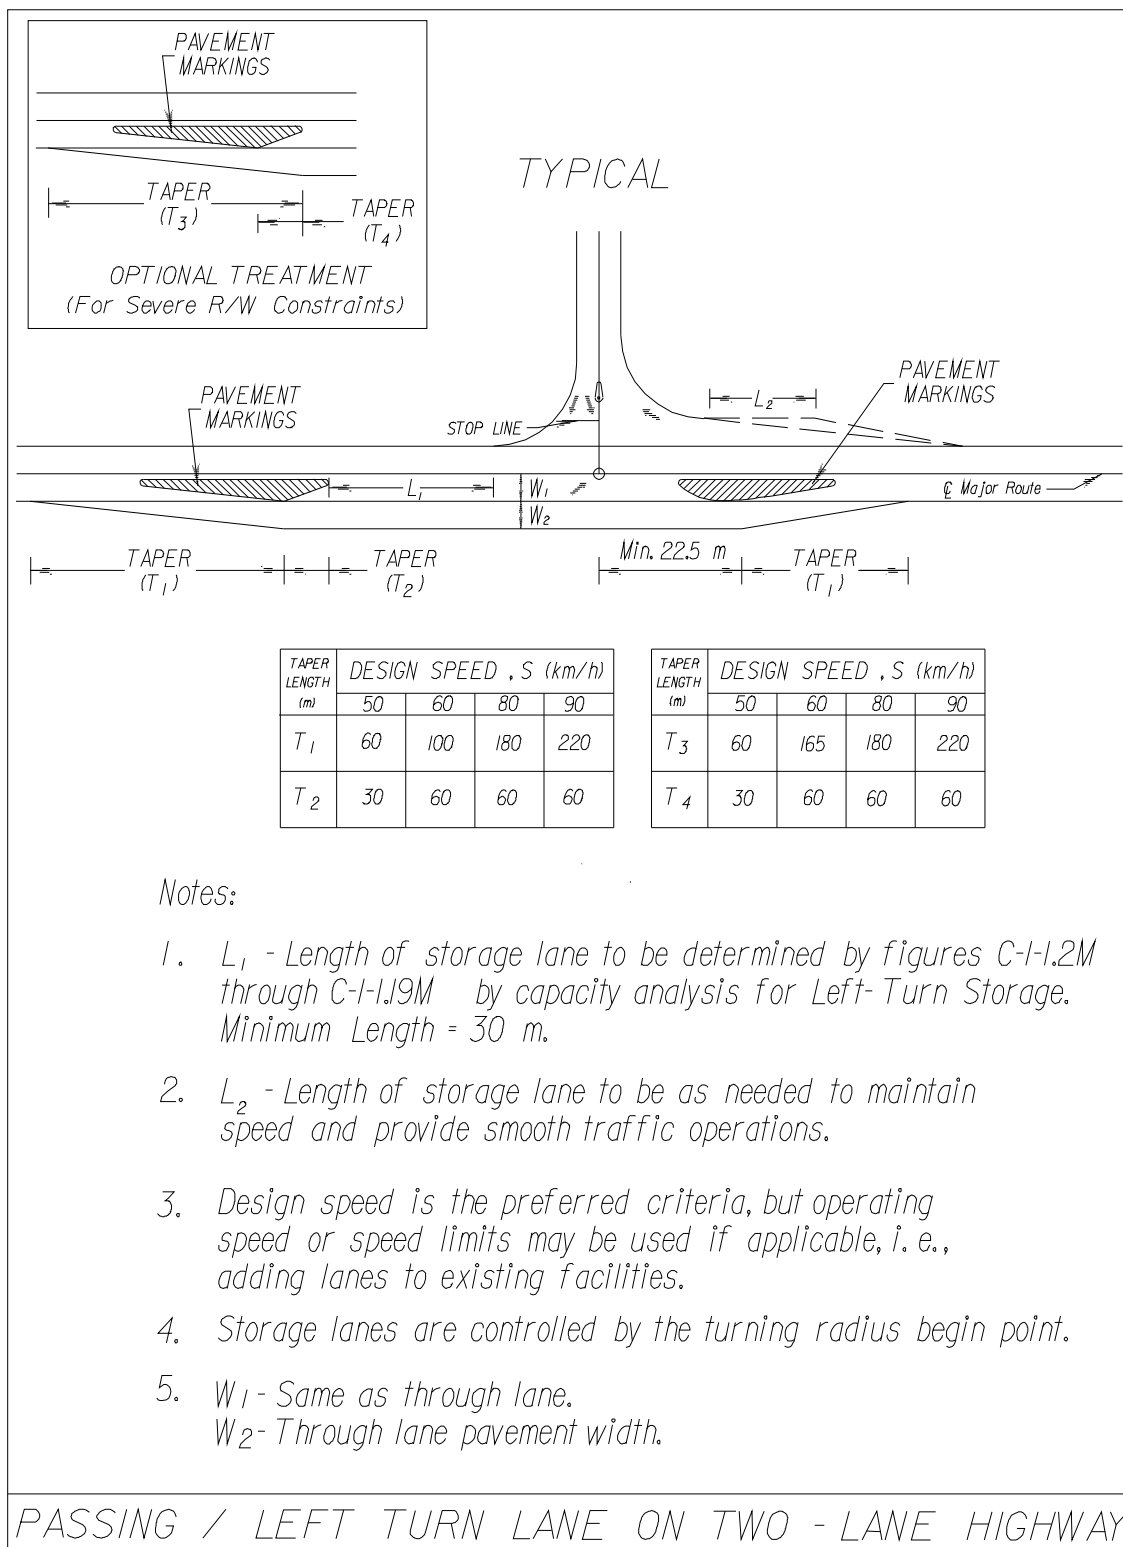 PAVEMENT
MARKINGS
TAPER
(T3)
TAPER
(T4)
OPTIONAL TREATMENT
(For Severe R/W Constraints)
TYPICAL
PAVEMENT
MARKINGS
STOP LINE
L2
PAVEMENT
MARKINGS
L1
W1
W2
℄ Major Route
TAPER
(T1)
TAPER
(T2)
Min. 22.5 m
TAPER
(T1)
TAPER LENGTH (m) DESIGN SPEED , S (km/h)
50 60 80 90
T1 60 100 180 220
T2 30 60 60 60
TAPER LENGTH (m) DESIGN SPEED , S (km/h)
50 60 80 90
T3 60 165 180 220
T4 30 60 60 60
Notes:
1. L1 - Length of storage lane to be determined by figures C-1-1.2M
through C-1-1.19M by capacity analysis for Left-Turn Storage.
Minimum Length = 30 m.
2. L2 - Length of storage lane to be as needed to maintain
speed and provide smooth traffic operations.
3. Design speed is the preferred criteria, but operating
speed or speed limits may be used if applicable, i.e.,
adding lanes to existing facilities.
4. Storage lanes are controlled by the turning radius begin point.
5. W1 - Same as through lane.
W2 - Through lane pavement width.
PASSING / LEFT TURN LANE ON TWO - LANE HIGHWAY